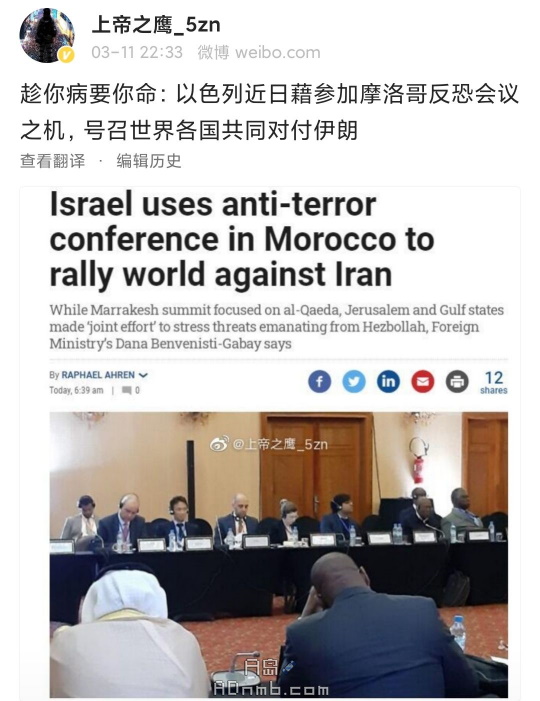 上帝之鹰_5zn
03-11 22:33 微博 weibo.com
趁你病要你命：以色列近日藉参加摩洛哥反恐会议
之机，号召世界各国共同对付伊朗
查看翻译 · 编辑历史
Israel uses anti-terror
conference in Morocco to
rally world against Iran
While Marrakesh summit focused on al-Qaeda, Jerusalem and Gulf states
made 'joint effort' to stress threats emanating from Hezbollah, Foreign
Ministry's Dana Benvenisti-Gabay says
By RAPHAEL AHREN
Today, 6:39 am | 0
12
shares
@上帝之鹰_5zn
A岛
ADnmb.com